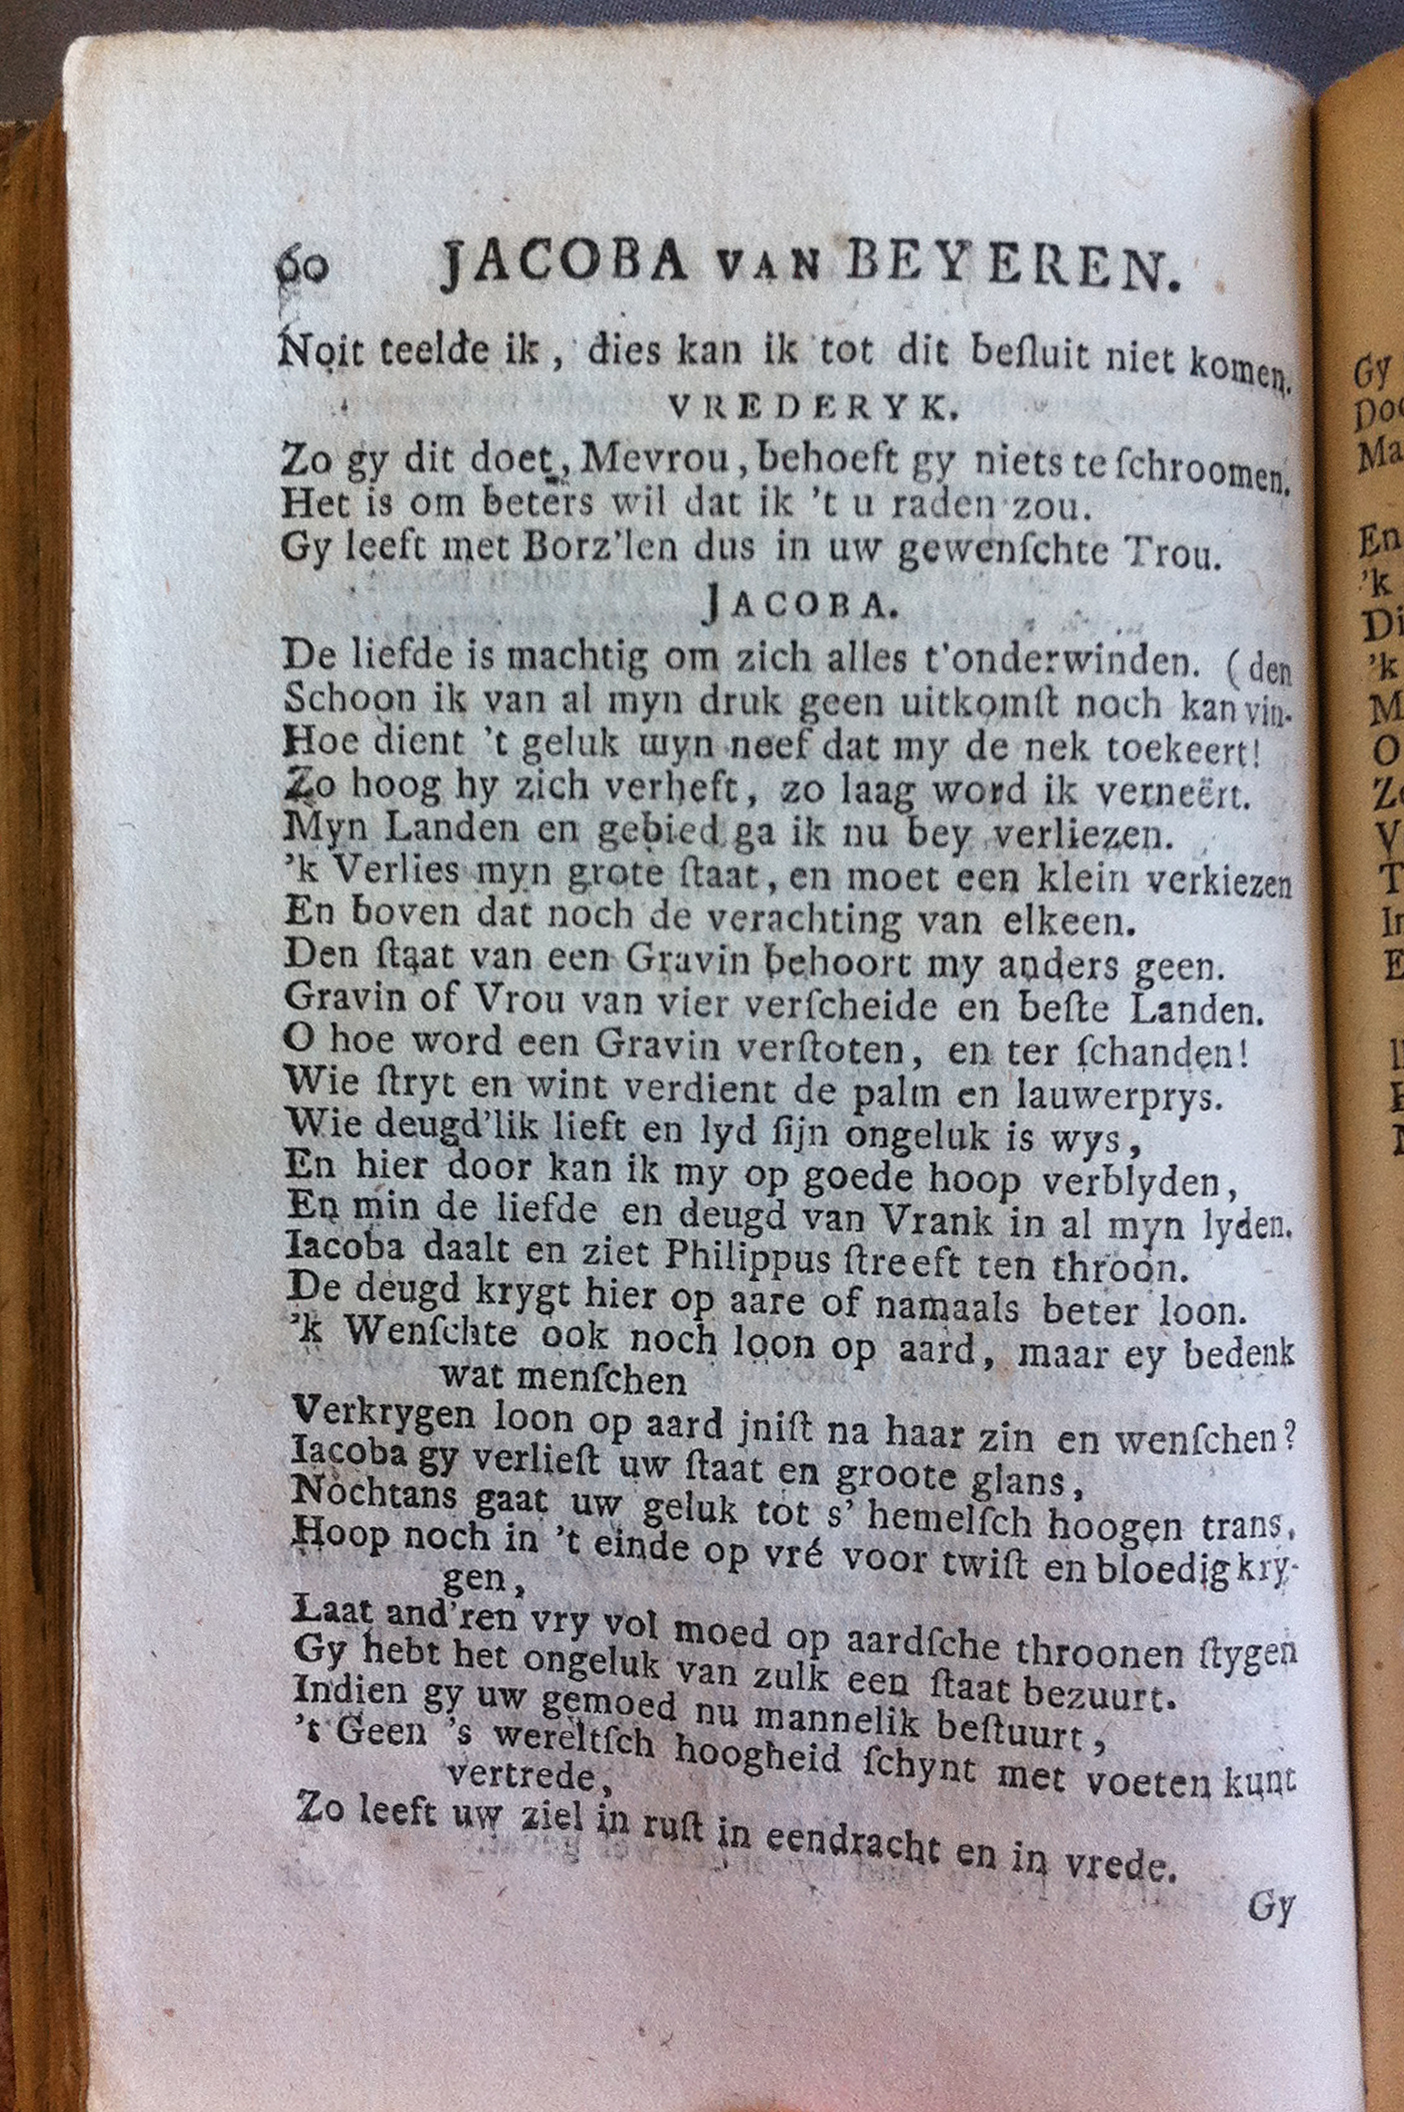 60 JACOBA VAN BEYEREN.
Noit teelde ik, dies kan ik tot dit beſluit niet komen.
VREDERYK.
Zo gy dit doet, Mevrou, behoeft gy niets te ſchroomen.
Het is om beters wil dat ik 't u raden zou.
Gy leeft met Borz'len dus in uw gewenſchte Trou.
JACOBA.
De liefde is machtig om zich alles t'onderwinden. (den
Schoon ik van al myn druk geen uitkomſt noch kan vin-
Hoe dient 't geluk myn neef dat my de nek toekeert!
Zo hoog hy zich verheft, zo laag word ik verneërt.
Myn Landen en gebied ga ik nu bey verliezen.
'k Verlies myn grote ſtaat, en moet een klein verkiezen
En boven dat noch de verachting van elkeen.
Den ſtaat van een Gravin behoort my anders geen.
Gravin of Vrou van vier verſcheide en beſte Landen.
O hoe word een Gravin verſtoten, en ter ſchanden!
Wie ſtryt en wint verdient de palm en lauwerprys.
Wie deugd'lik lieft en lyd ſijn ongeluk is wys,
En hier door kan ik my op goede hoop verblyden,
En min de liefde en deugd van Vrank in al myn lyden.
Iacoba daalt en ziet Philippus ſtreeft ten throon.
De deugd krygt hier op aare of namaals beter loon.
'k Wenſchte ook noch loon op aard, maar ey bedenk
wat menſchen
Verkrygen loon op aard jniſt na haar zin en wenſchen?
Iacoba gy verlieſt uw ſtaat en groote glans,
Nochtans gaat uw geluk tot s' hemelſch hoogen trans.
Hoop noch in 't einde op vré voor twiſt en bloedig kry-
gen,
Laat and'ren vry vol moed op aardſche throonen ſtygen
Gy hebt het ongeluk van zulk een ſtaat bezuurt.
Indien gy uw gemoed nu mannelik beſtuurt,
't Geen 's wereltſch hoogheid ſchynt met voeten kunt
vertrede,
Zo leeft uw ziel in ruſt in eendracht en in vrede.
Gy